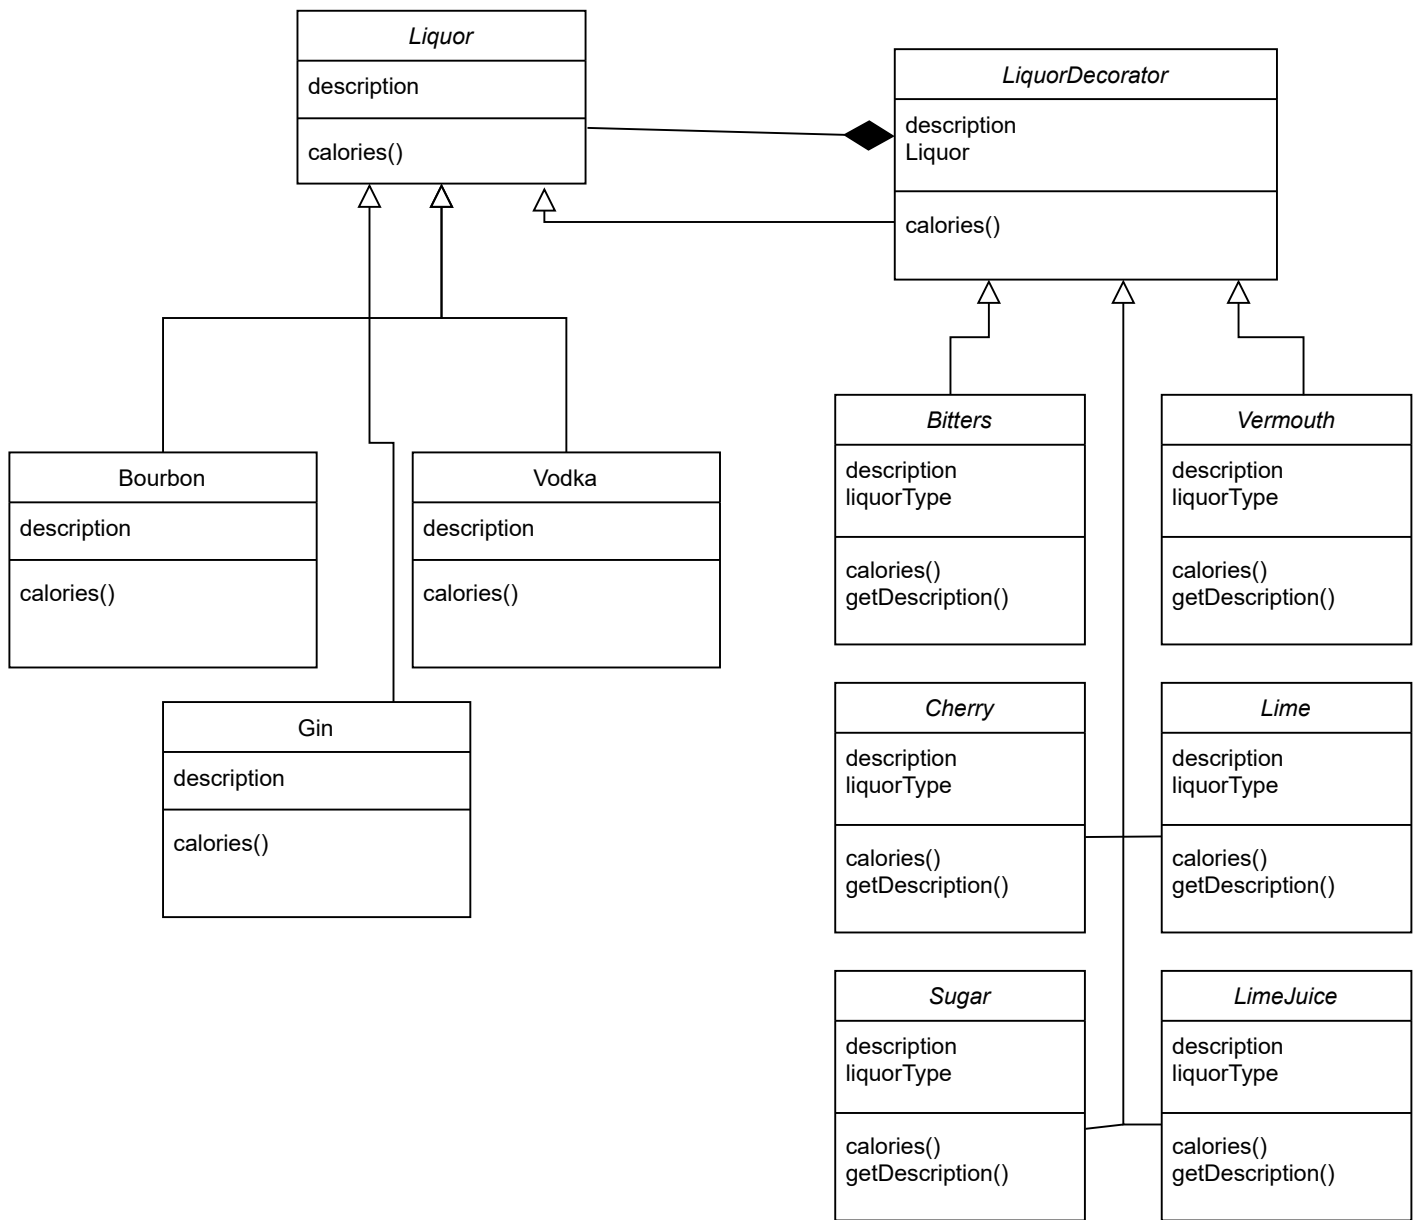 Liquor
description
calories()
LiquorDecorator
description
Liquor
calories()
Bourbon
description
calories()
Vodka
description
calories()
Gin
description
calories()
Bitters
description
liquorType
calories()
getDescription()
Vermouth
description
liquorType
calories()
getDescription()
Cherry
description
liquorType
calories()
getDescription()
Lime
description
liquorType
calories()
getDescription()
Sugar
description
liquorType
calories()
getDescription()
LimeJuice
description
liquorType
calories()
getDescription()